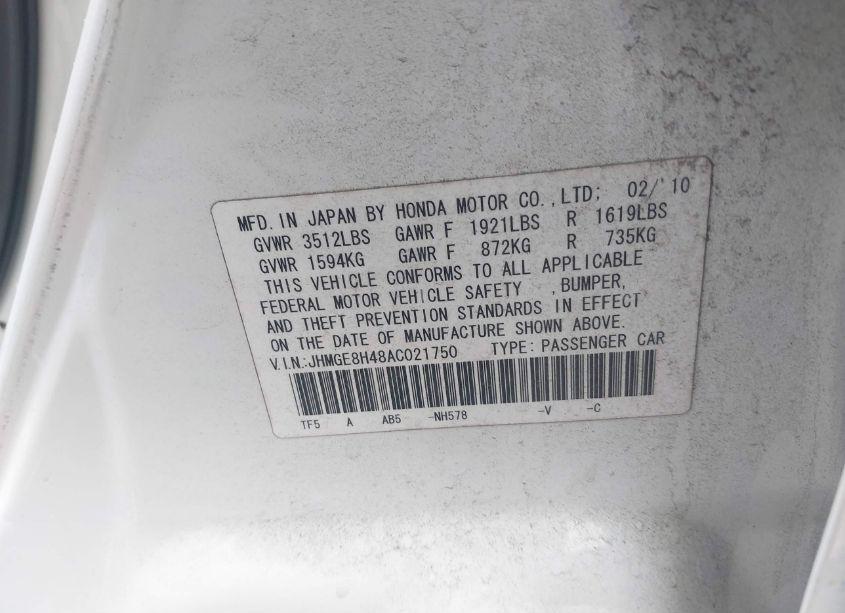 MFD. IN JAPAN BY HONDA MOTOR CO.,LTD; 02/'10
GVWR 3512LBS GAWR F 1921LBS R 1619LBS
GVWR 1594KG GAWR F 872KG R 735KG
THIS VEHICLE CONFORMS TO ALL APPLICABLE
FEDERAL MOTOR VEHICLE SAFETY ,BUMPER,
AND THEFT PREVENTION STANDARDS IN EFFECT
ON THE DATE OF MANUFACTURE SHOWN ABOVE.
V.I.N.:JHMGE8H48AC021750 TYPE: PASSENGER CAR
TF5 A AB5 -NH578 -V -C